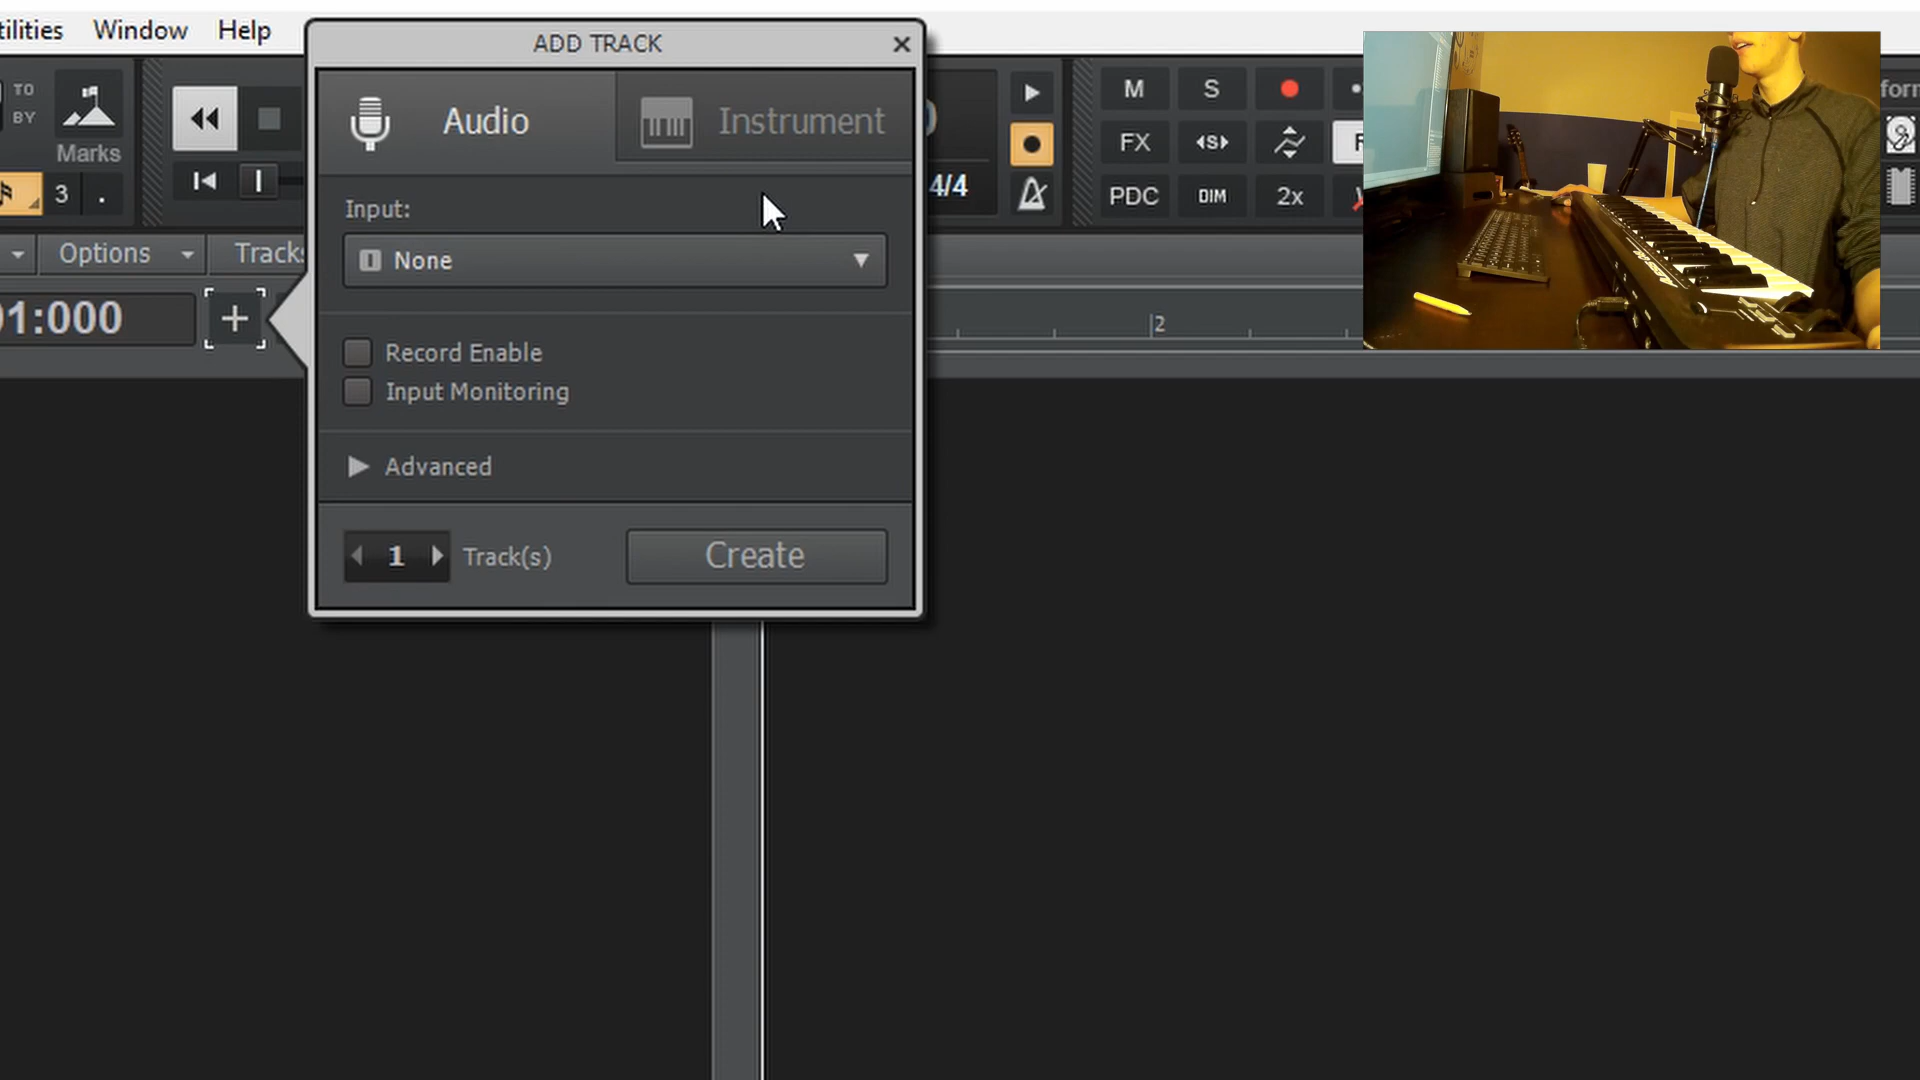 tilities Window Help
ADD TRACK
Audio Instrument
TO
BY
Marks
3 .
M S
FX S
PDC DIM 2x
4/4
Input:
None
Options Tracks
01:000
2
Record Enable
Input Monitoring
Advanced
1 Track(s) Create